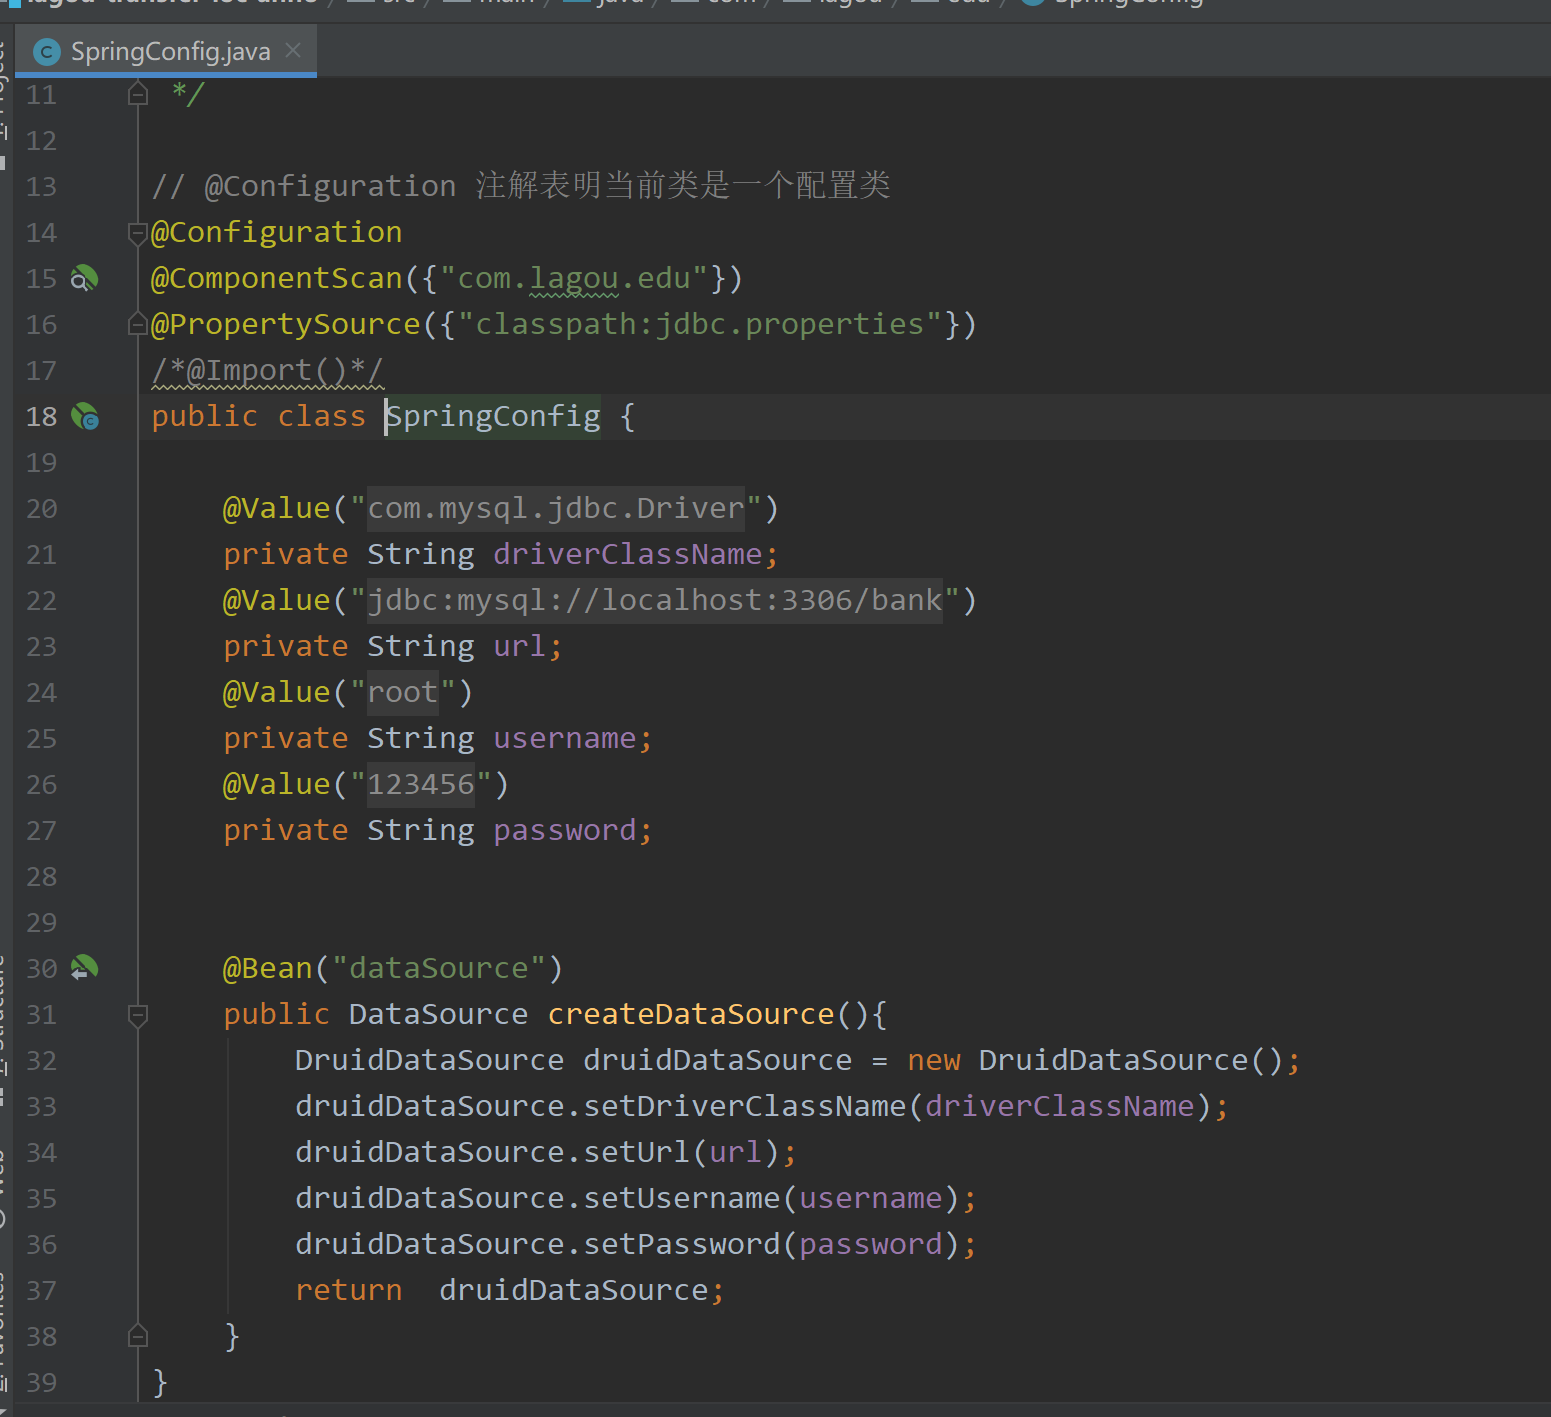 SpringConfig
SpringConfig.java
11 */
12
13 // @Configuration 注解表明当前类是一个配置类
14 @Configuration
15 @ComponentScan({"com.lagou.edu"})
16 @PropertySource({"classpath:jdbc.properties"})
17 /*@Import()*/
18 public class SpringConfig {
19
20 @Value("com.mysql.jdbc.Driver")
21 private String driverClassName;
22 @Value("jdbc:mysql://localhost:3306/bank")
23 private String url;
24 @Value("root")
25 private String username;
26 @Value("123456")
27 private String password;
28
29
30 @Bean("dataSource")
31 public DataSource createDataSource(){
32 DruidDataSource druidDataSource = new DruidDataSource();
33 druidDataSource.setDriverClassName(driverClassName);
34 druidDataSource.setUrl(url);
35 druidDataSource.setUsername(username);
36 druidDataSource.setPassword(password);
37 return  druidDataSource;
38 }
39 }